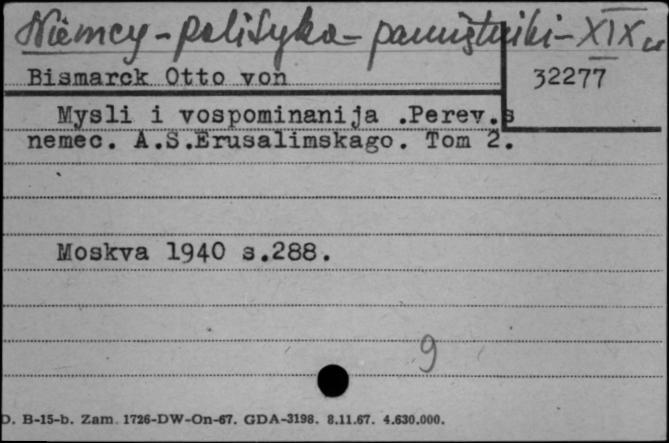 Niemcy - polityka - pamiętniki - XIX w
Bismarck Otto von
32277
Mysli i vospominanija .Perev.s
nemec. A.S.Erusalimskago. Tom 2.
Moskva 1940 s.288.
9
D. B-15-b. Zam. 1726-DW-On-67. GDA-3198. 8.11.67. 4.630.000.